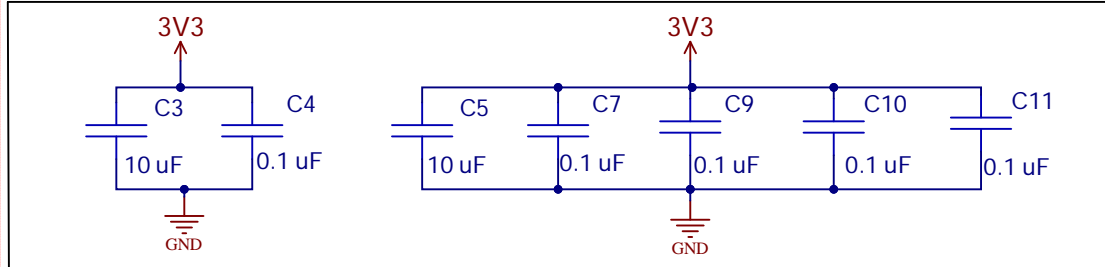 3V3 3V3
C3 C4 C5 C7 C9 C10 C11
10 uF 0.1 uF 10 uF 0.1 uF 0.1 uF 0.1 uF 0.1 uF
GND GND